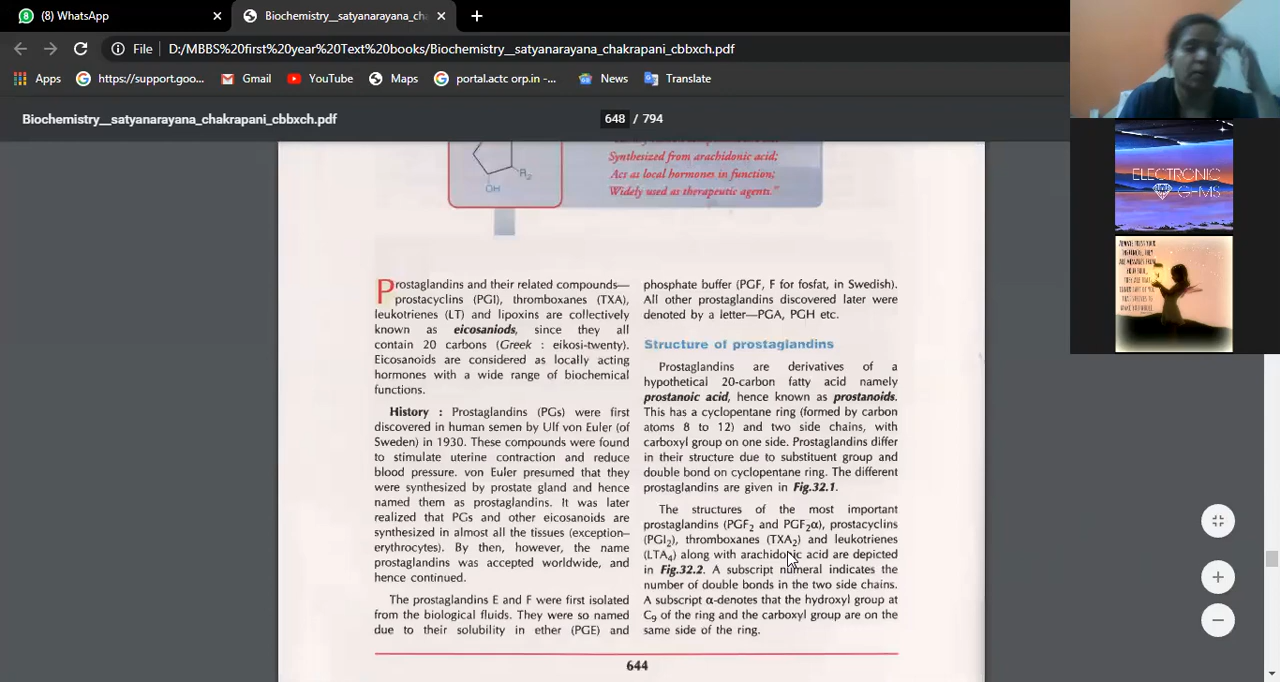 (8) WhatsApp
Biochemistry__satyanarayana_cha
File
D:/MBBS%20first%20year%20Text%20books/Biochemistry_satyanarayana_chakrapani_cbbxch.pdf
Apps
https://support.goo...
Gmail
YouTube
Maps
portal.actc orp.in -...
News
Translate
Biochemistry__satyanarayana_chakrapani_cbbxch.pdf
648 / 794
R2
OH
Synthesized from arachidonic acid;
Act as local hormones in function;
Widely used as therapeutic agents."
Prostaglandins and their related compounds—
prostacyclins (PGI), thromboxanes (TXA),
leukotrienes (LT) and lipoxins are collectively
known as eicosaniods, since they all
contain 20 carbons (Greek : eikosi-twenty).
Eicosanoids are considered as locally acting
hormones with a wide range of biochemical
functions.
History : Prostaglandins (PGs) were first
discovered in human semen by Ulf von Euler (of
Sweden) in 1930. These compounds were found
to stimulate uterine contraction and reduce
blood pressure. von Euler presumed that they
were synthesized by prostate gland and hence
named them as prostaglandins. It was later
realized that PGs and other eicosanoids are
synthesized in almost all the tissues (exception—
erythrocytes). By then, however, the name
prostaglandins was accepted worldwide, and
hence continued.
The prostaglandins E and F were first isolated
from the biological fluids. They were so named
due to their solubility in ether (PGE) and
phosphate buffer (PGF, F for fosfat, in Swedish).
All other prostaglandins discovered later were
denoted by a letter—PGA, PGH etc.
Structure of prostaglandins
Prostaglandins are derivatives of a
hypothetical 20-carbon fatty acid namely
prostanoic acid, hence known as prostanoids.
This has a cyclopentane ring (formed by carbon
atoms 8 to 12) and two side chains, with
carboxyl group on one side. Prostaglandins differ
in their structure due to substituent group and
double bond on cyclopentane ring. The different
prostaglandins are given in Fig.32.1.
The structures of the most important
prostaglandins (PGF2 and PGF2α), prostacyclins
(PGI2), thromboxanes (TXA2) and leukotrienes
(LTA4) along with arachidonic acid are depicted
in Fig.32.2. A subscript numeral indicates the
number of double bonds in the two side chains.
A subscript α-denotes that the hydroxyl group at
C9 of the ring and the carboxyl group are on the
same side of the ring.
644
ELECTRONIC
GEMS